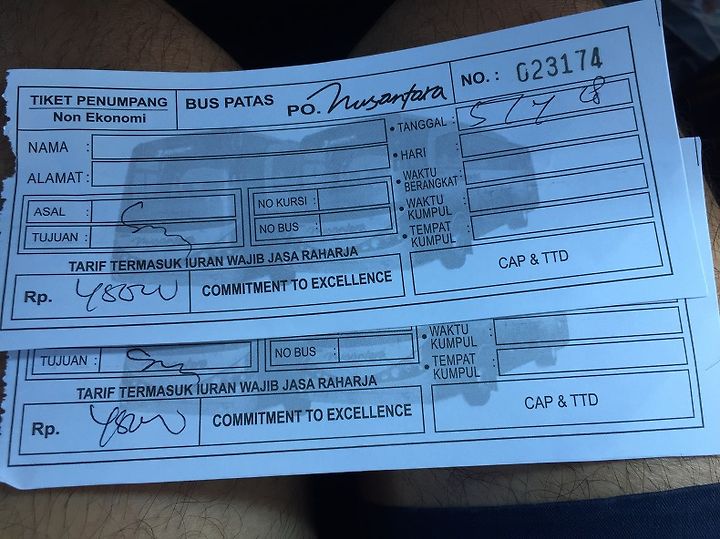 TIKET PENUMPANG
Non Ekonomi
BUS PATAS
PO. Nusantara
NO. : 023174
NAMA :
ALAMAT :
• TANGGAL :
• HARI :
• WAKTU BERANGKAT :
• WAKTU KUMPUL :
• TEMPAT KUMPUL :
ASAL :
TUJUAN :
NO KURSI :
NO BUS :
TARIF TERMASUK IURAN WAJIB JASA RAHARJA
Rp.
COMMITMENT TO EXCELLENCE
CAP & TTD
TUJUAN :
NO BUS :
• WAKTU KUMPUL :
• TEMPAT KUMPUL :
TARIF TERMASUK IURAN WAJIB JASA RAHARJA
Rp.
COMMITMENT TO EXCELLENCE
CAP & TTD